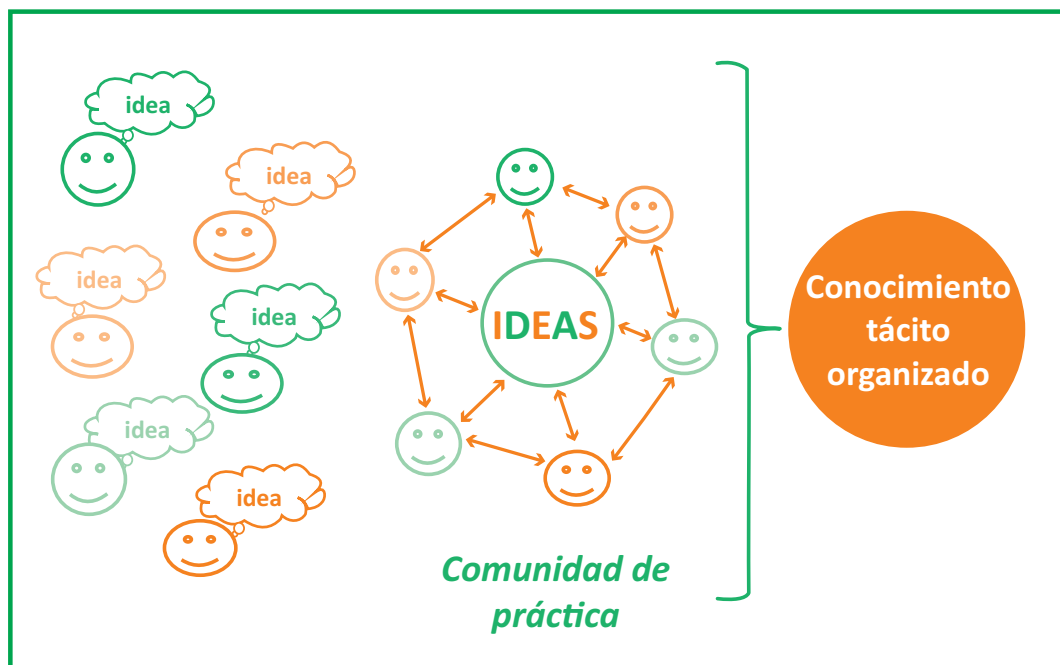 idea
idea
idea
idea
idea
idea
IDEAS
Comunidad de
práctica
Conocimiento
tácito
organizado